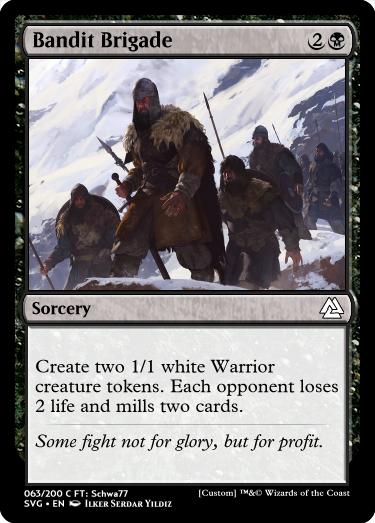 Bandit Brigade 2
Sorcery
Create two 1/1 white Warrior
creature tokens. Each opponent loses
2 life and mills two cards.
Some fight not for glory, but for profit.
063/200 C FT: Schwa77 [Custom] ™&© Wizards of the Coast
SVG • EN Ilker Serdar Yildiz